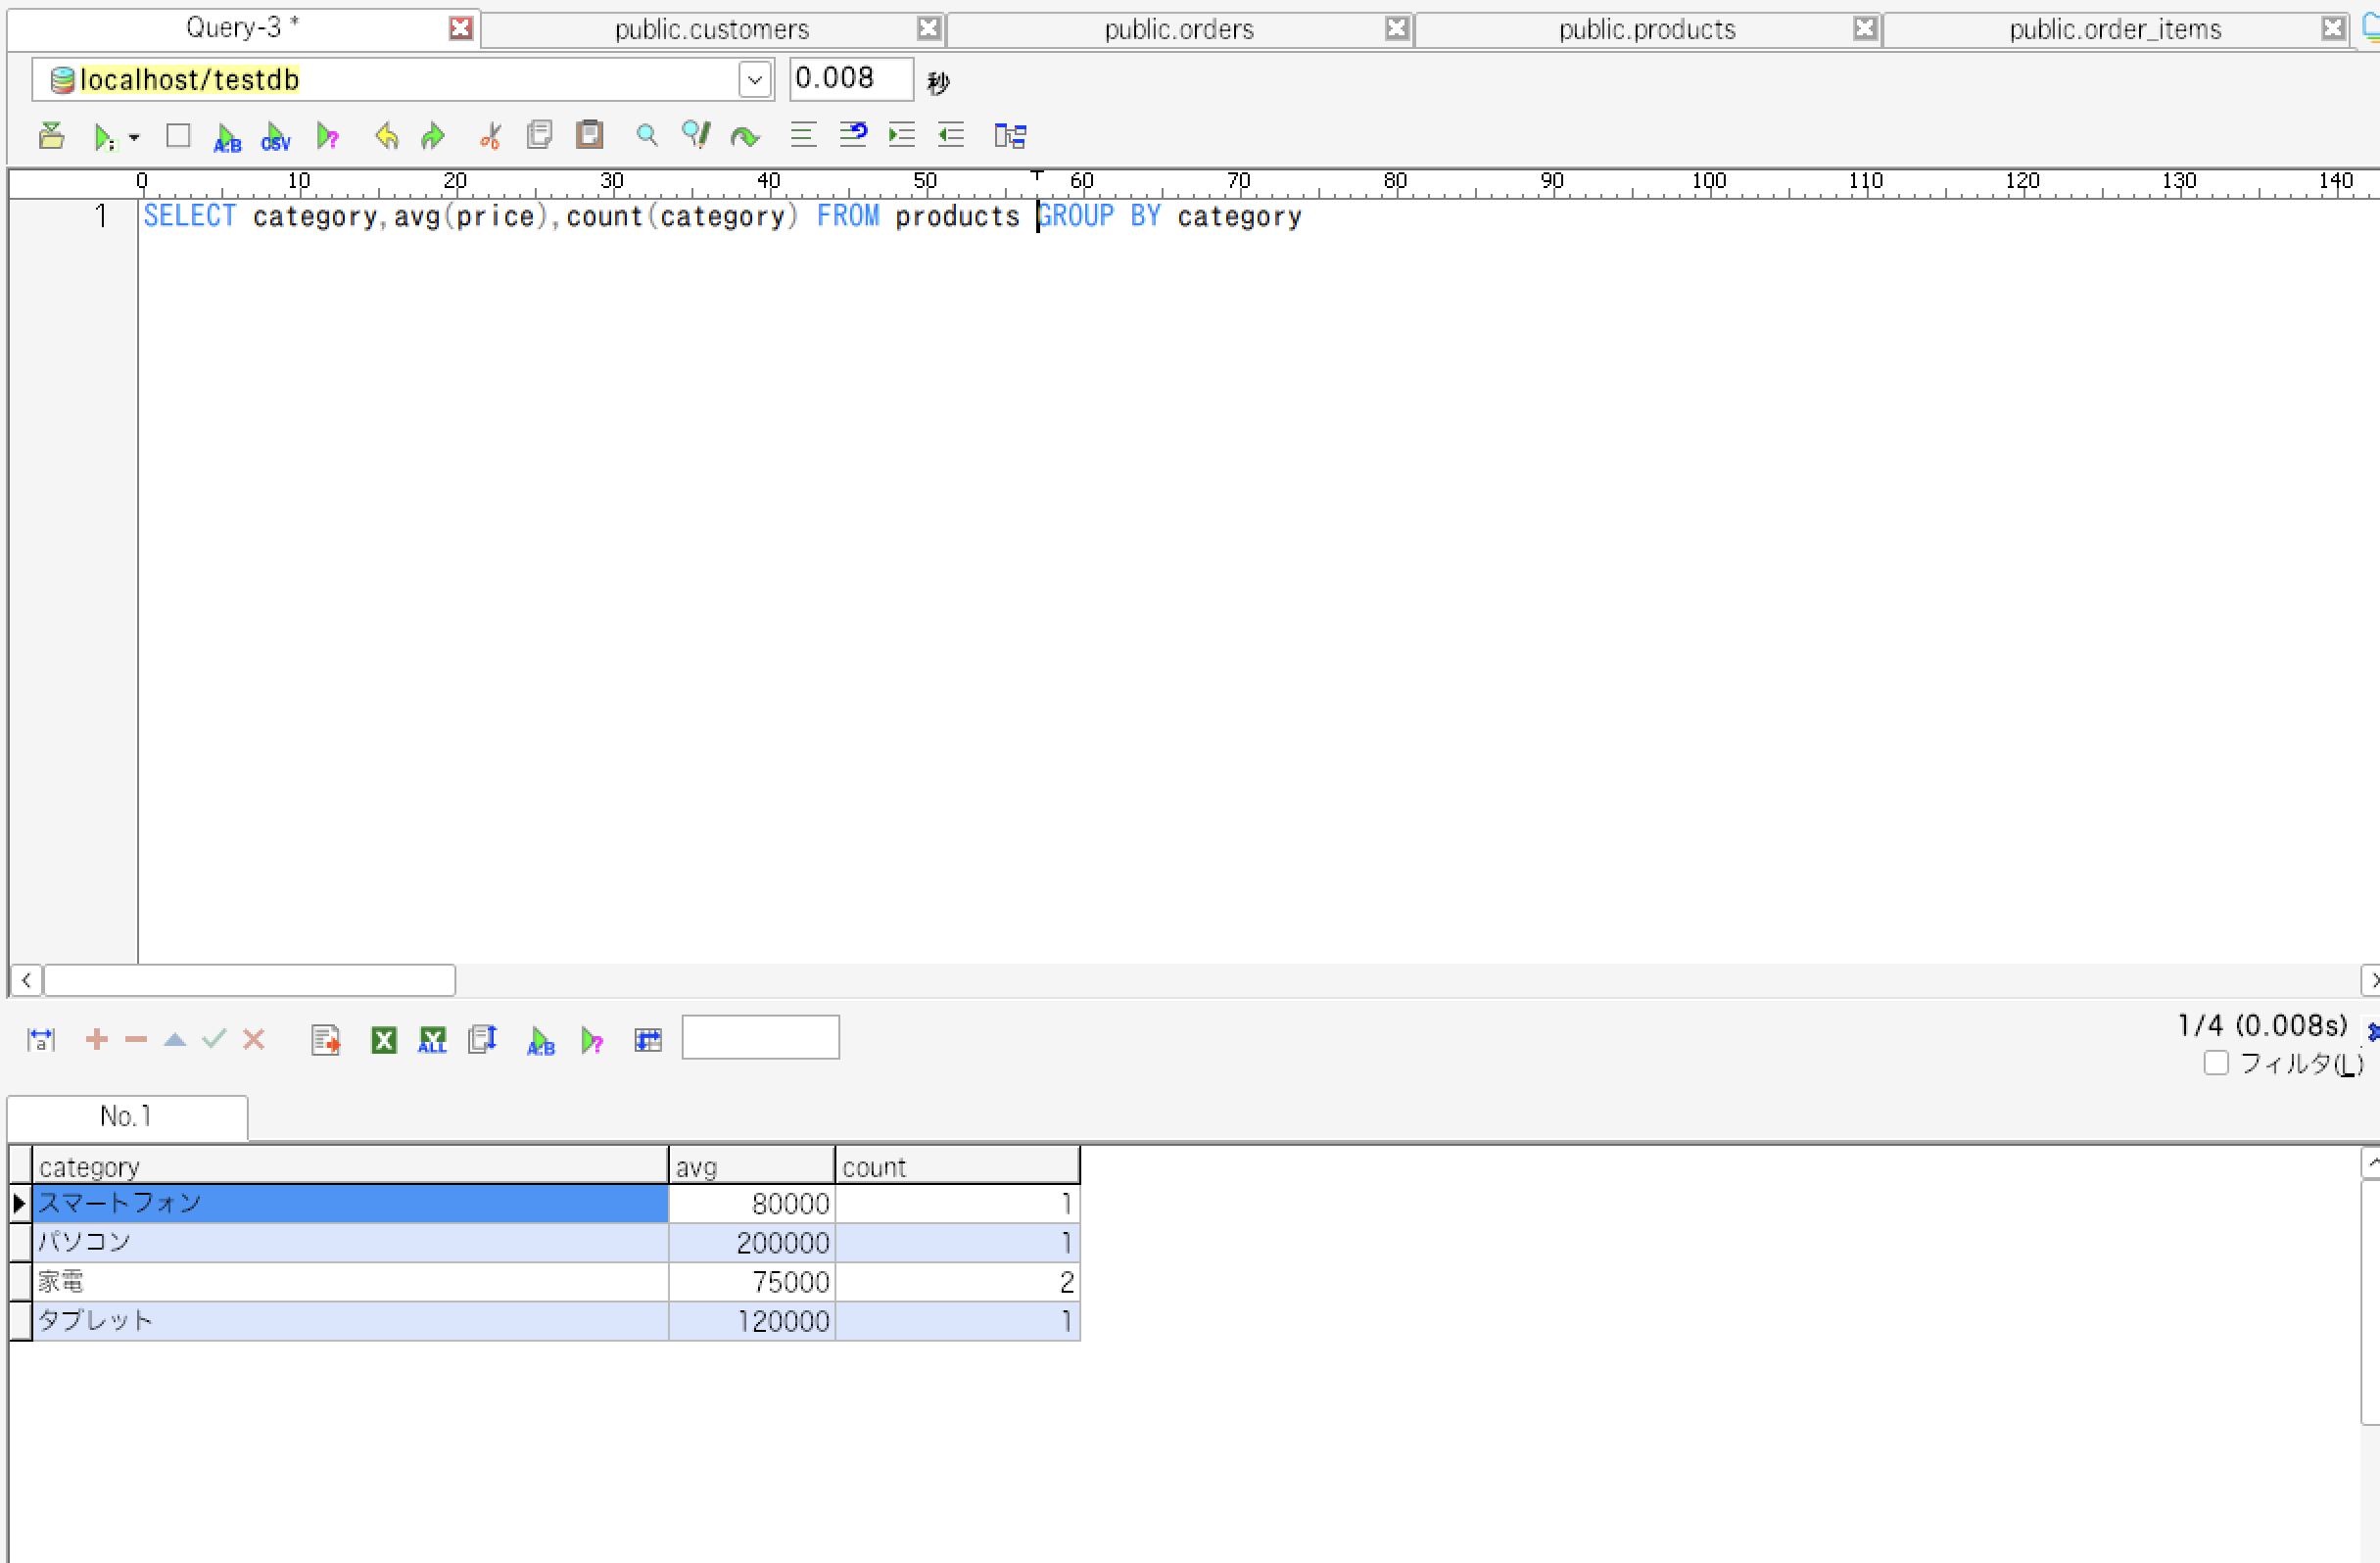 Query-3 * public.customers public.orders public.products public.order_items
localhost/testdb 0.008 秒
A:B CSV
0 10 20 30 40 50 60 70 80 90 100 110 120 130 140
1 SELECT category,avg(price),count(category) FROM products GROUP BY category
a ALL A:B 1/4 (0.008s)
フィルタ(L)
No.1
category avg count
スマートフォン 80000 1
パソコン 200000 1
家電 75000 2
タブレット 120000 1